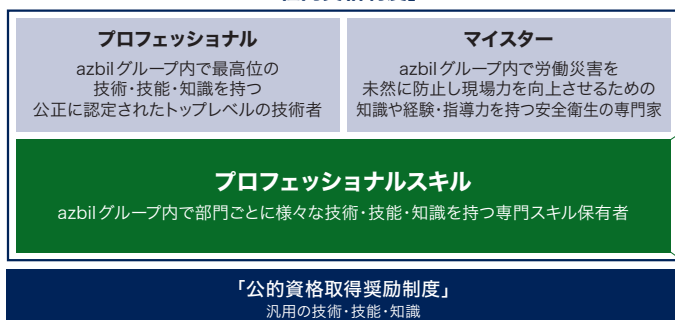 プロフェッショナル
azbilグループ内で最高位の
技術・技能・知識を持つ
公正に認定されたトップレベルの技術者
マイスター
azbilグループ内で労働災害を
未然に防止し現場力を向上させるための
知識や経験・指導力を持つ安全衛生の専門家
プロフェッショナルスキル
azbilグループ内で部門ごとに様々な技術・技能・知識を持つ専門スキル保有者
「公的資格取得奨励制度」
汎用の技術・技能・知識